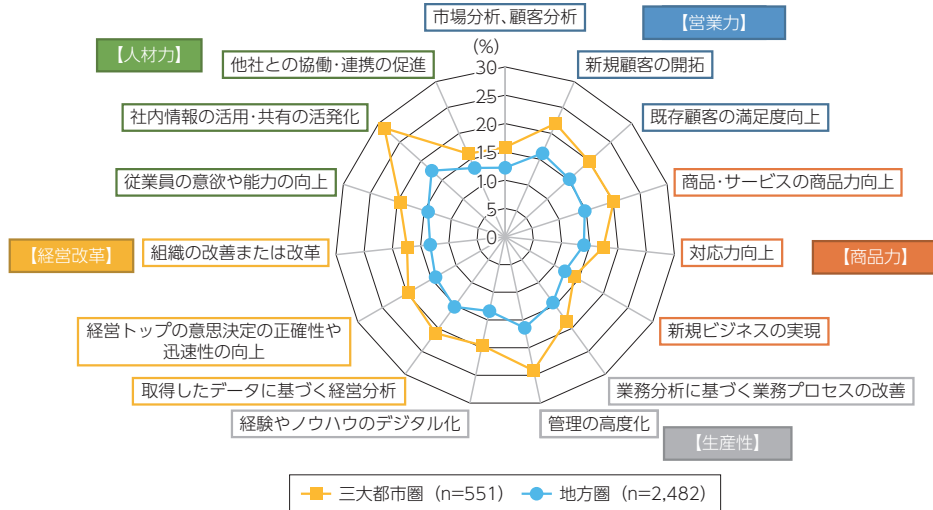 市場分析、顧客分析
【営業力】
【人材力】
(%)
他社との協働・連携の促進
新規顧客の開拓
30
25
社内情報の活用・共有の活発化
既存顧客の満足度向上
20
15
従業員の意欲や能力の向上
商品・サービスの商品力向上
10
5
0
【経営改革】
組織の改善または改革
対応力向上
【商品力】
経営トップの意思決定の正確性や
迅速性の向上
新規ビジネスの実現
取得したデータに基づく経営分析
業務分析に基づく業務プロセスの改善
経験やノウハウのデジタル化
管理の高度化
【生産性】
三大都市圏（n=551）
地方圏（n=2,482）